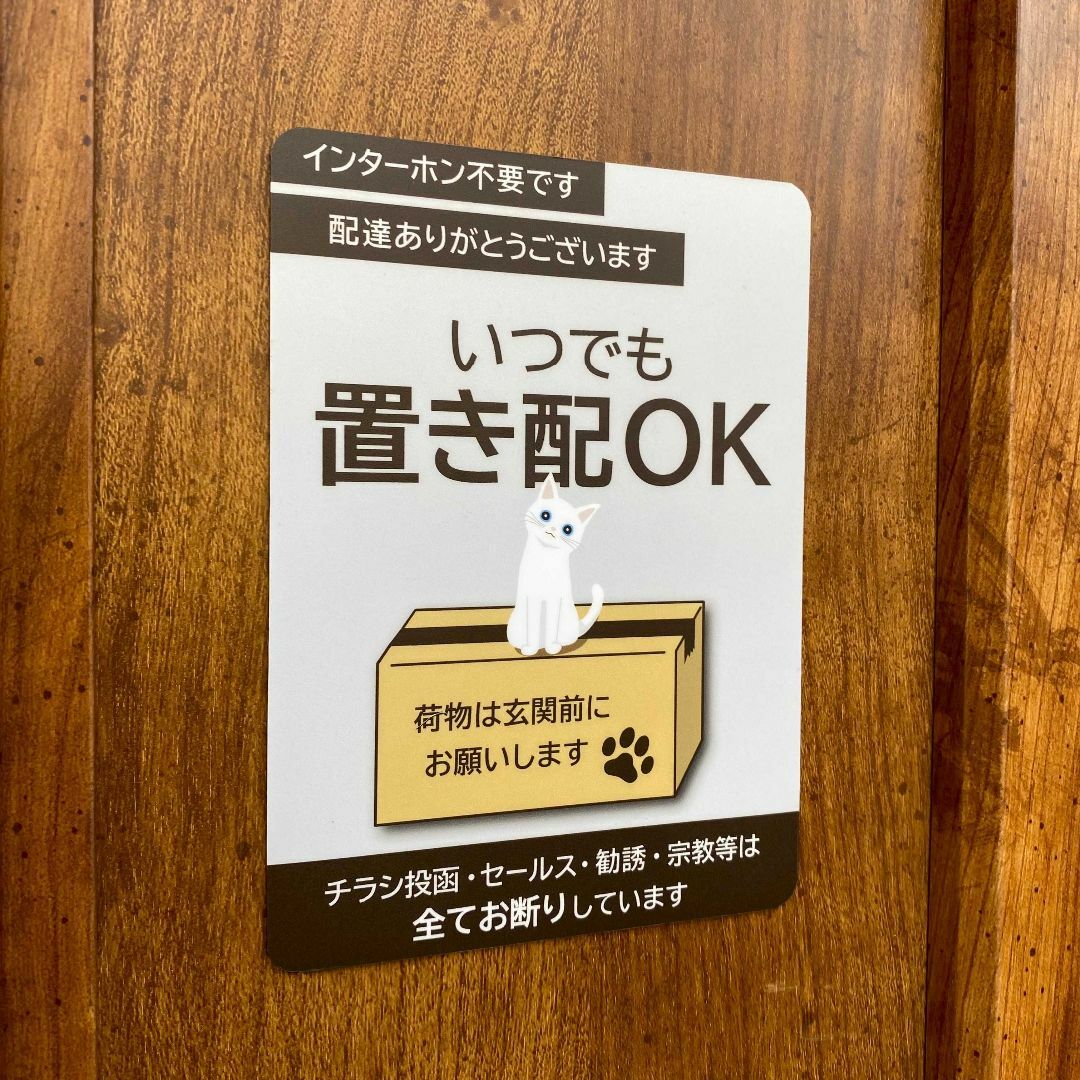 インターホン不要です
配達ありがとうございます
いつでも
置き配OK
荷物は玄関前に
お願いします
チラシ投函・セールス・勧誘・宗教等は
全てお断りしています